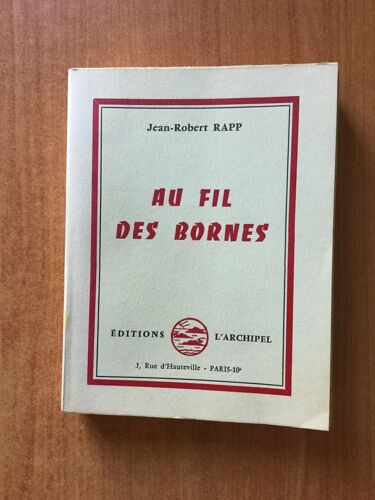 Jean-Robert RAPP
AU FIL
DES BORNES
ÉDITIONS L'ARCHIPEL
3, Rue d'Hauteville - PARIS-10e